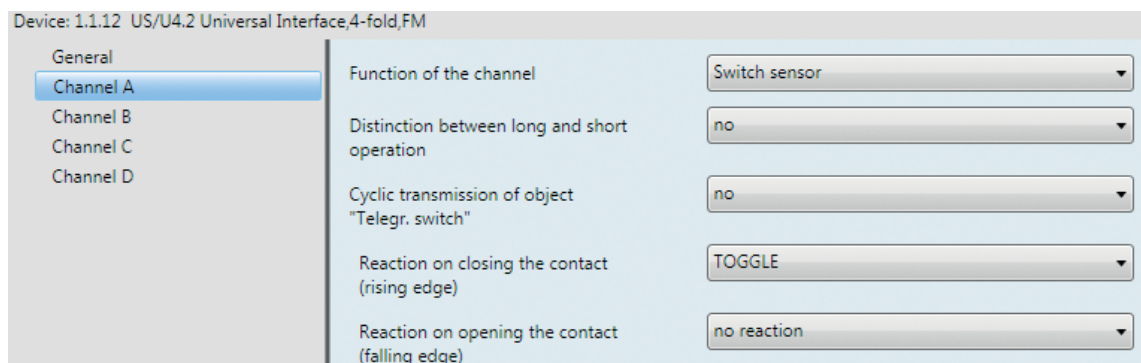 Device: 1.1.12 US/U4.2 Universal Interface,4-fold,FM
General
Channel A
Channel B
Channel C
Channel D
Function of the channel
Switch sensor
Distinction between long and short
operation
no
Cyclic transmission of object
"Telegr. switch"
no
Reaction on closing the contact
(rising edge)
TOGGLE
Reaction on opening the contact
(falling edge)
no reaction